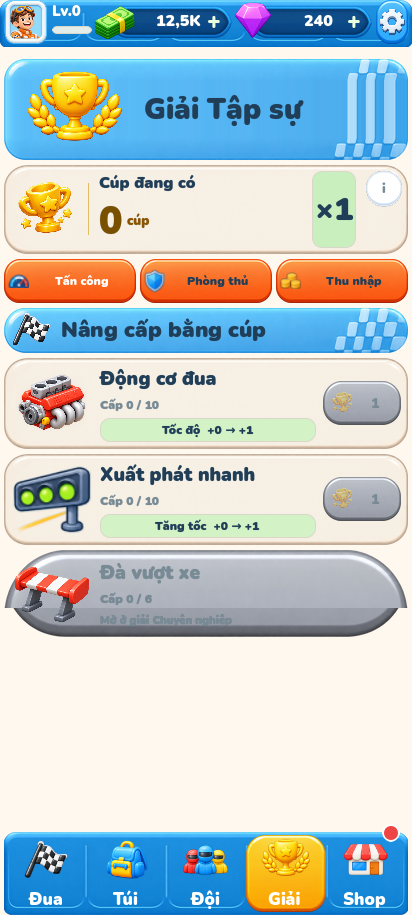 Lv.0
12,5K +
240 +
Giải Tập sự
Cúp đang có
0 cúp
×1
i
Tấn công
Phòng thủ
Thu nhập
Nâng cấp bằng cúp
Động cơ đua
Cấp 0 / 10
1
Tốc độ +0 → +1
Xuất phát nhanh
Cấp 0 / 10
1
Tăng tốc +0 → +1
Đà vượt xe
Cấp 0 / 6
Mở ở giải Chuyên nghiệp
Đua
Túi
Đội
Giải
Shop